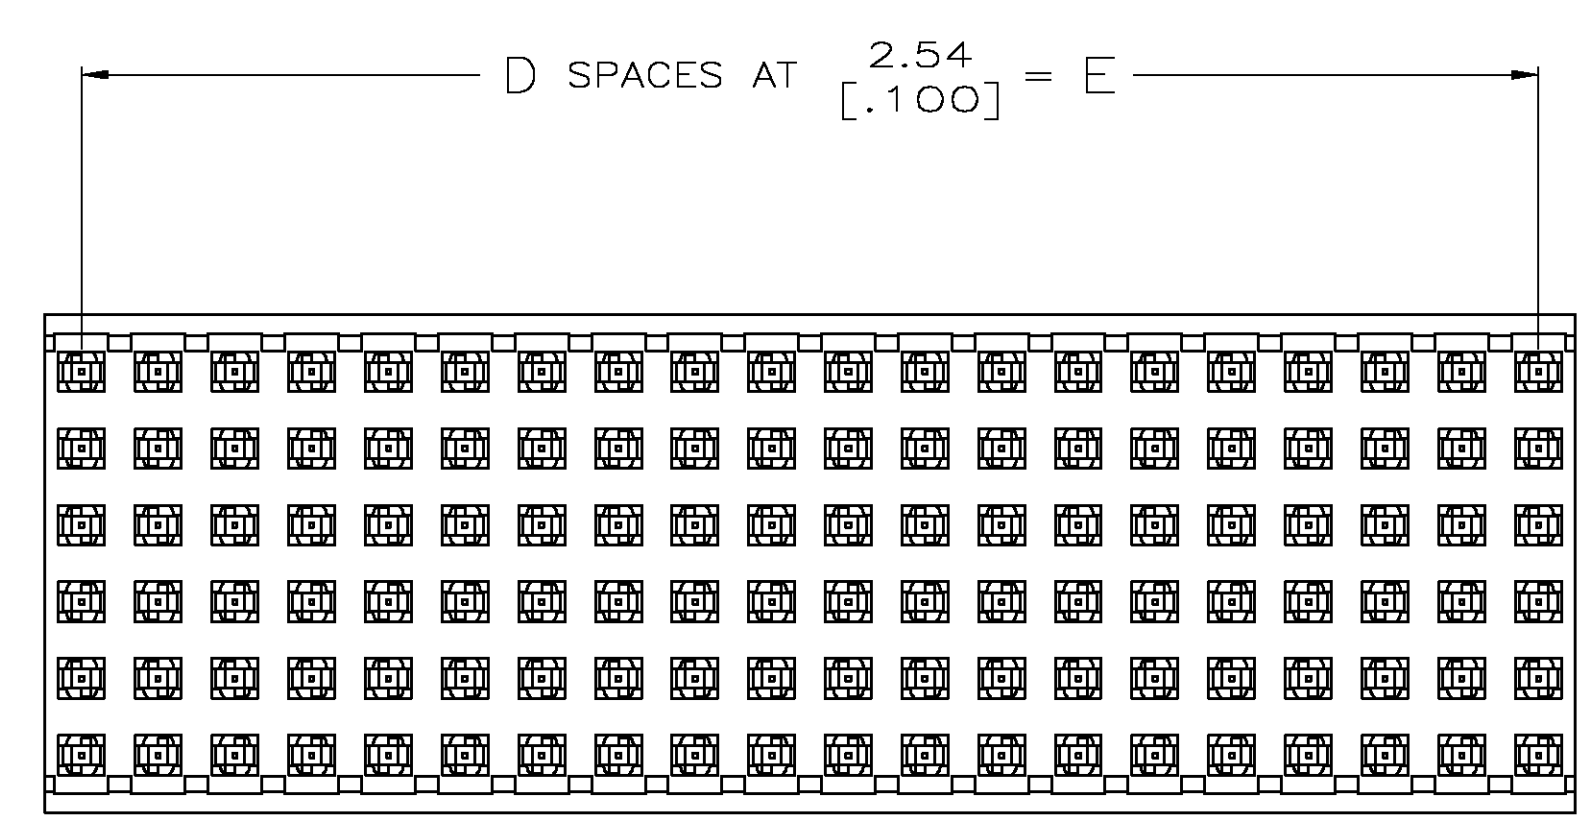 D SPACES AT 2.54 = E
[.100]